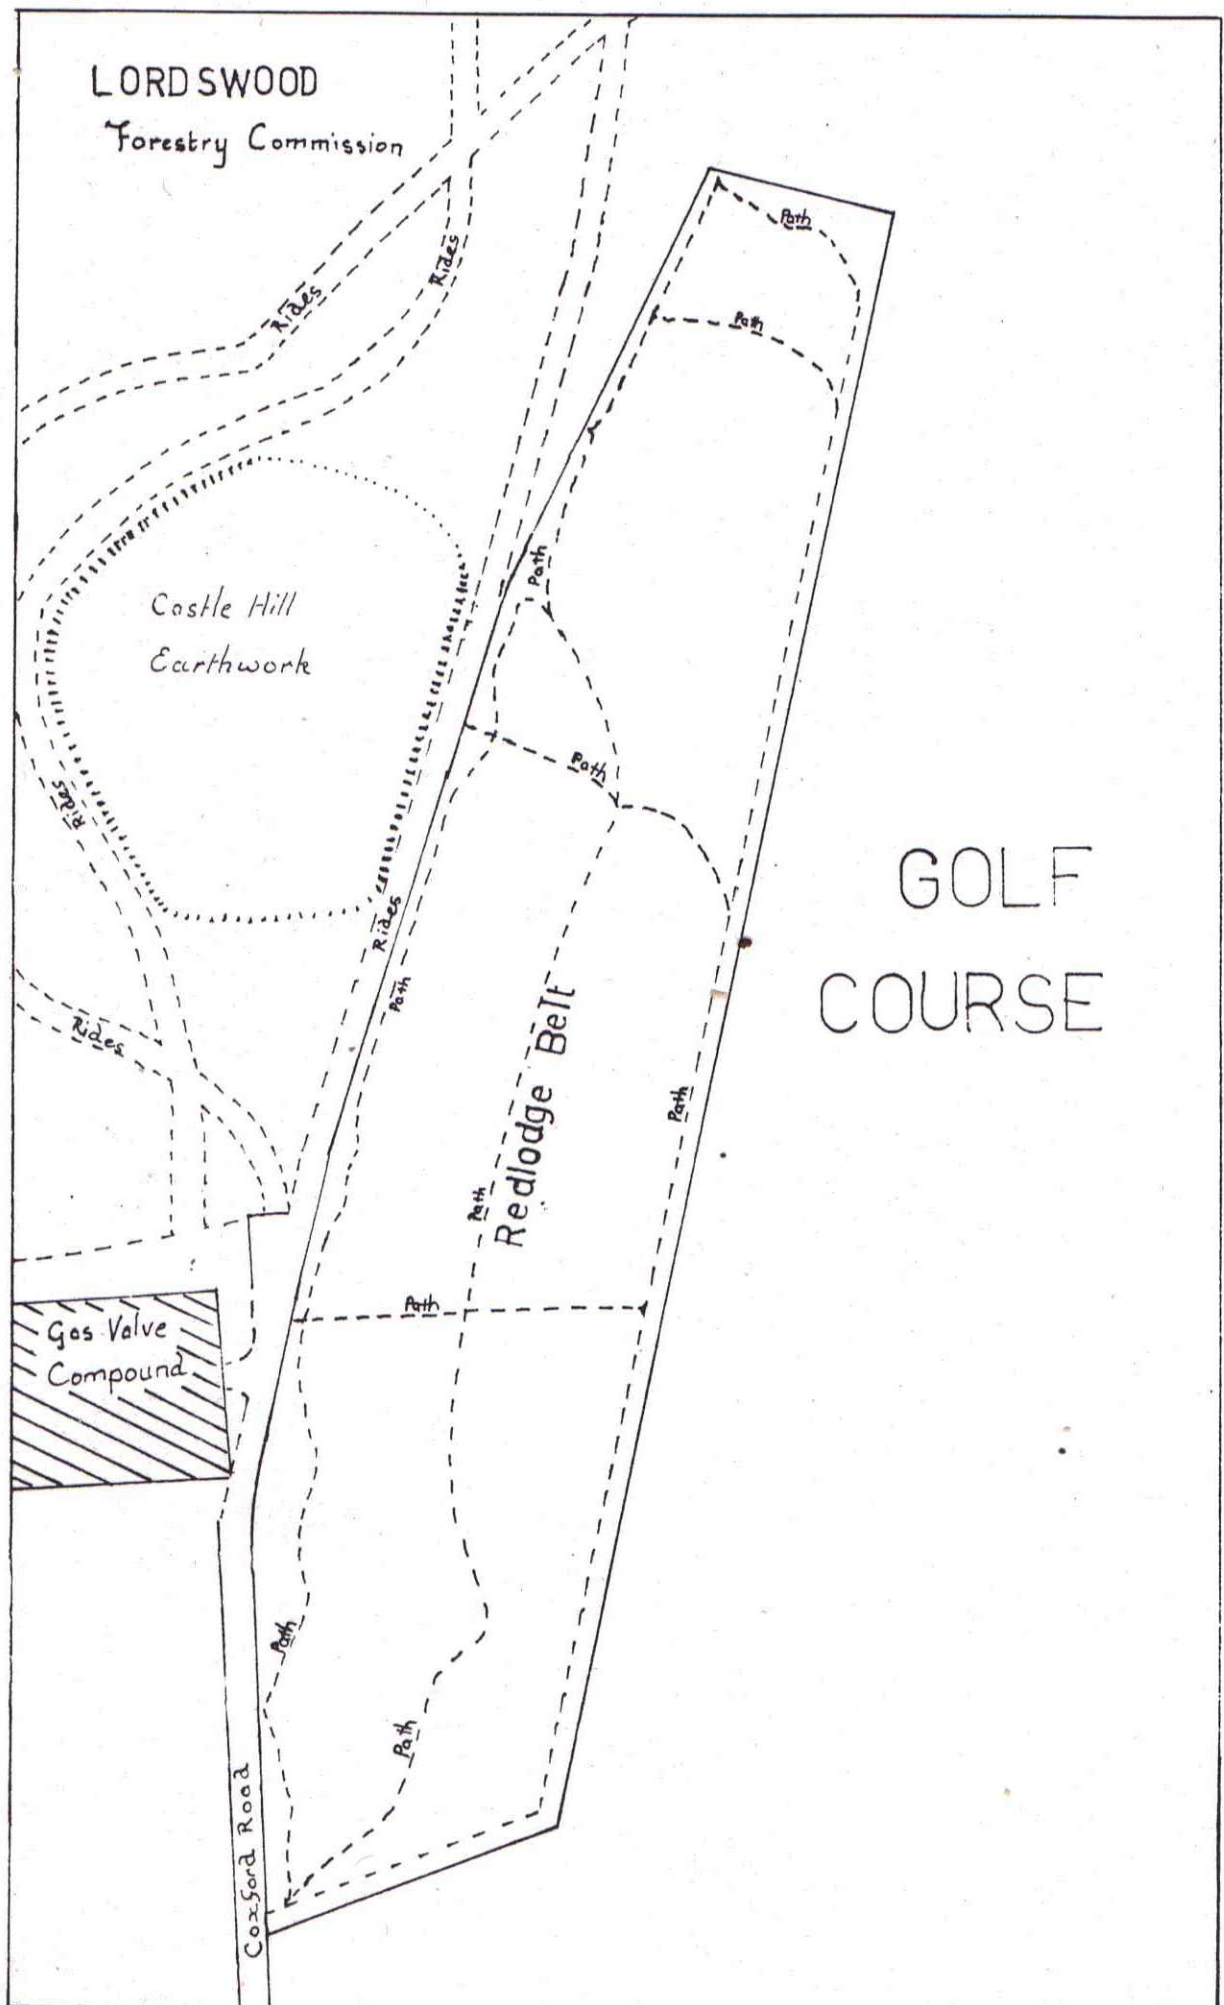 LORDSWOOD
Forestry Commission
Path
Rides
Rides
Path
Path
Castle Hill
Earthwork
Path
Rides
GOLF
COURSE
Rides
Path
Rides
Redlodge Belt
Path
Path
Path
Gas Valve
Compound
Path
Path
Coxford Road